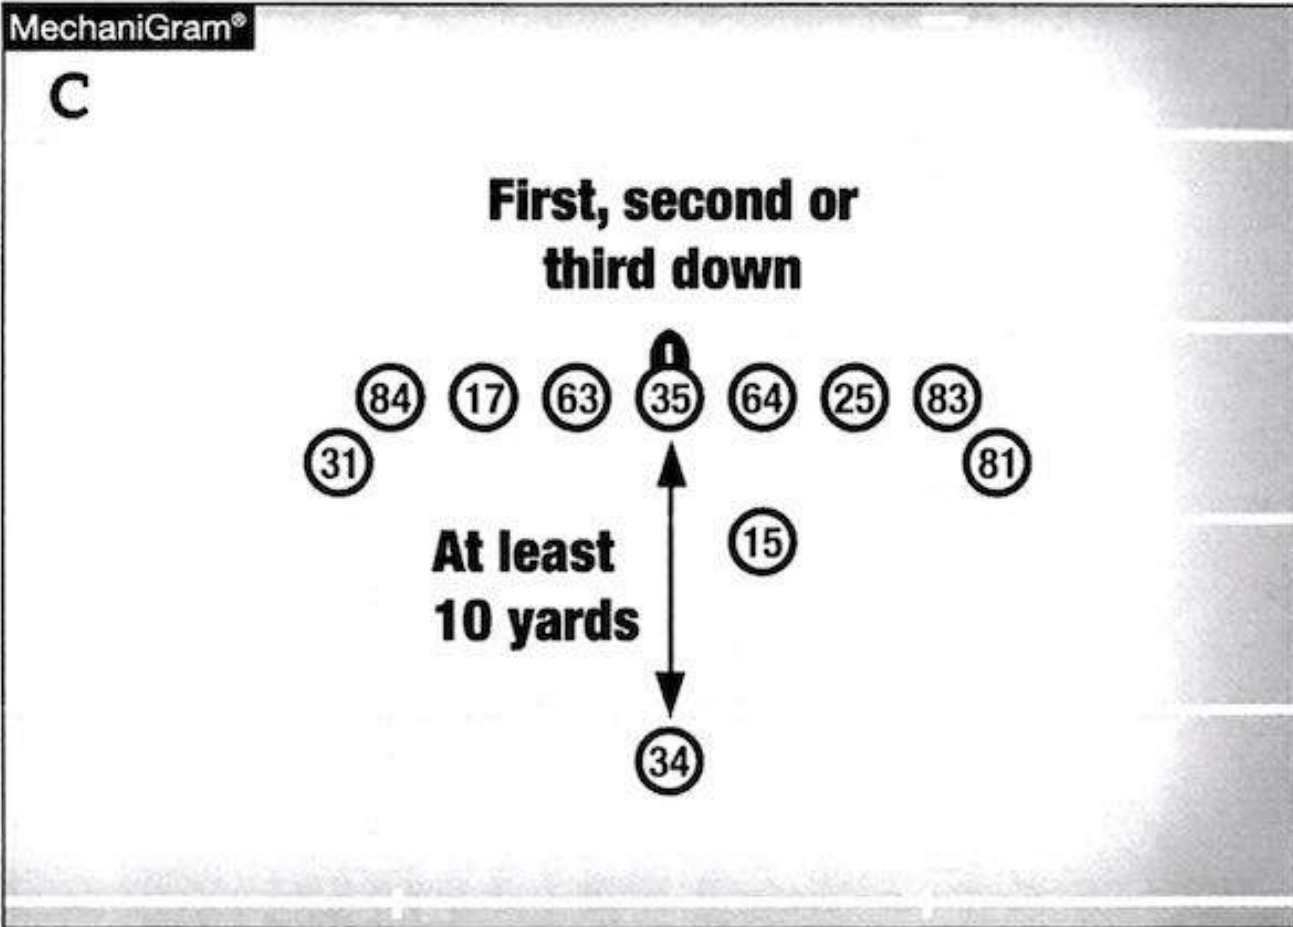 MechaniGram®
C
First, second or
third down
84 17 63 35 64 25 83
31 81
At least
10 yards
15
34